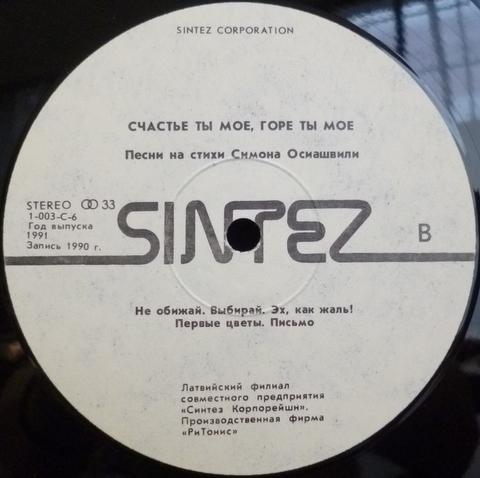 SINTEZ CORPORATION
СЧАСТЬЕ ТЫ МОЕ, ГОРЕ ТЫ МОЕ
Песни на стихи Симона Осиашвили
STEREO 33
1-003-С-6
Год выпуска
1991
Запись 1990 г.
SINTEZ
В
Не обижай. Выбирай. Эх, как жаль!
Первые цветы. Письмо
Латвийский филиал
совместного предприятия
«Синтез Корпорейшн».
Производственная фирма
«РиТонис»